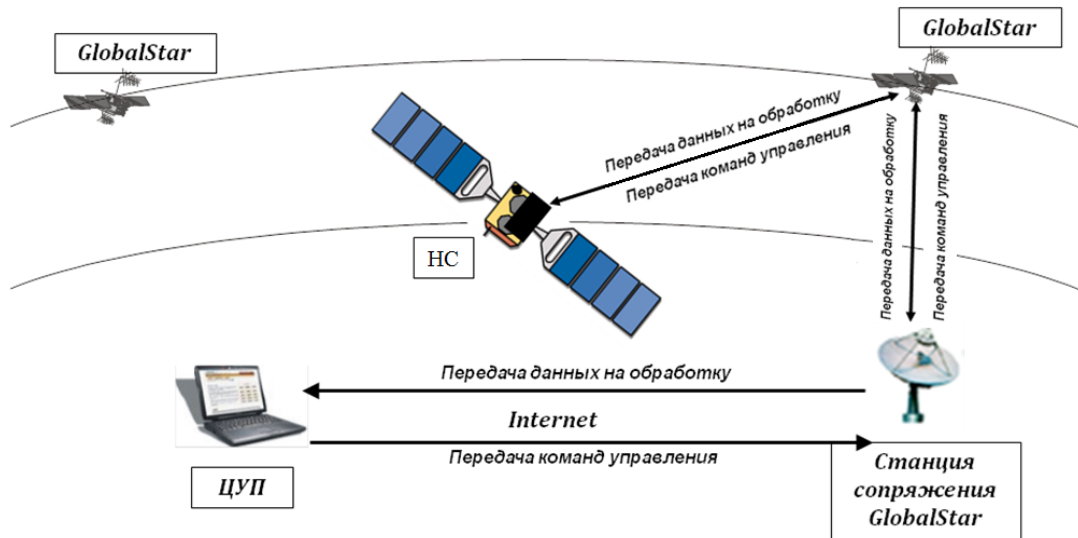 GlobalStar
GlobalStar
Передача данных на обработку
Передача команд управления
Передача данных на обработку
Передача команд управления
НС
Передача данных на обработку
Internet
Передача команд управления
ЦУП
Станция
сопряжения
GlobalStar